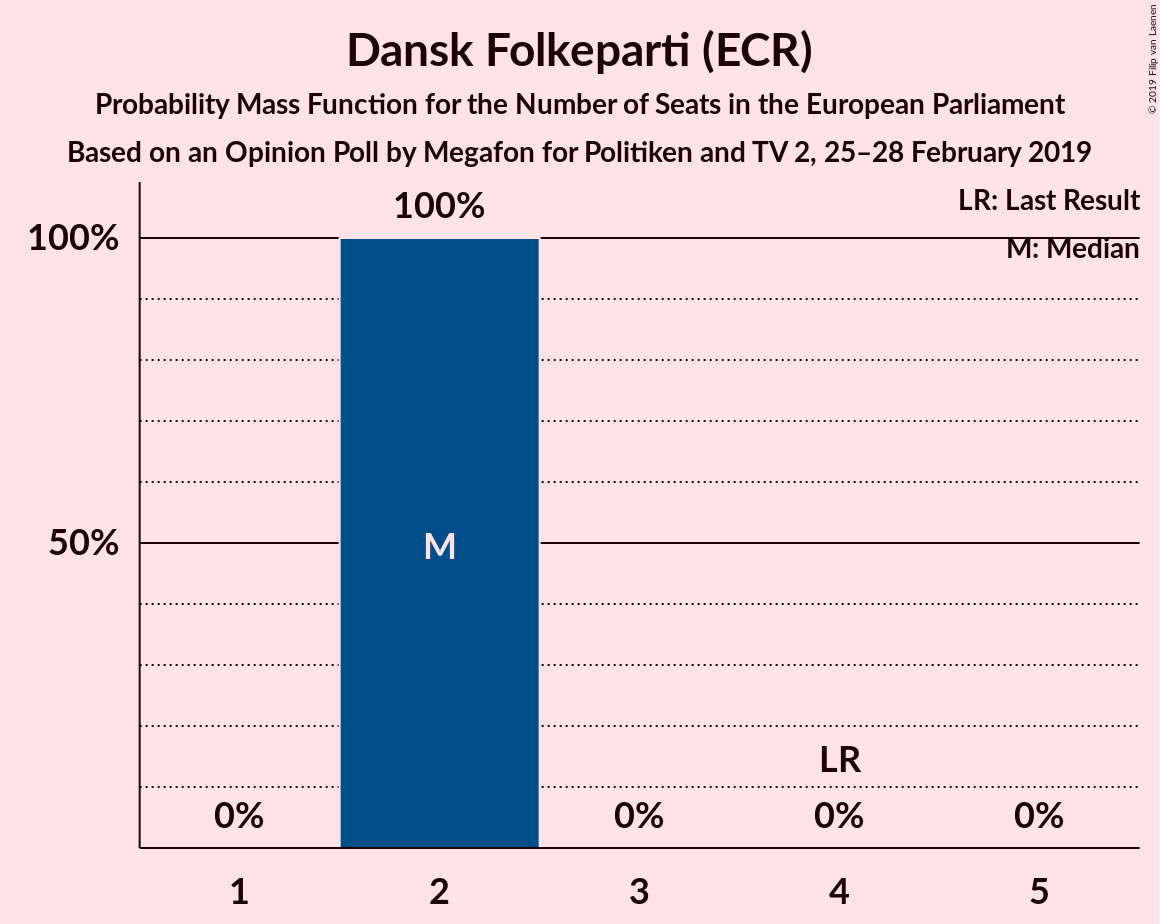 Dansk Folkeparti (ECR)
Probability Mass Function for the Number of Seats in the European Parliament
Based on an Opinion Poll by Megafon for Politiken and TV 2, 25–28 February 2019
© 2019 Filip van Laenen
LR: Last Result
M: Median
100%
100%
50%
M
LR
0%
0%
0%
0%
1
2
3
4
5